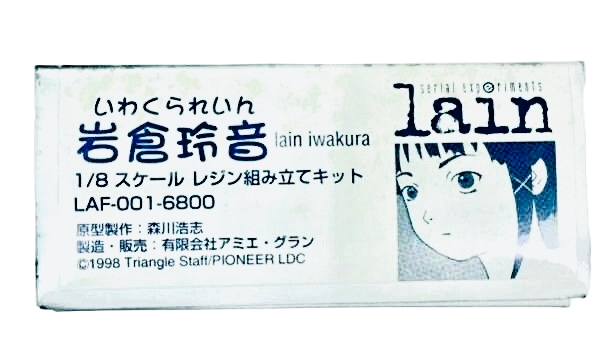 いわくられいん
岩倉玲音 lain iwakura
1/8 スケール レジン組み立てキット
LAF-001-6800
原型製作：森川浩志
製造・販売：有限会社アミエ・グラン
©1998 Triangle Staff/PIONEER LDC
serial experiments
lain